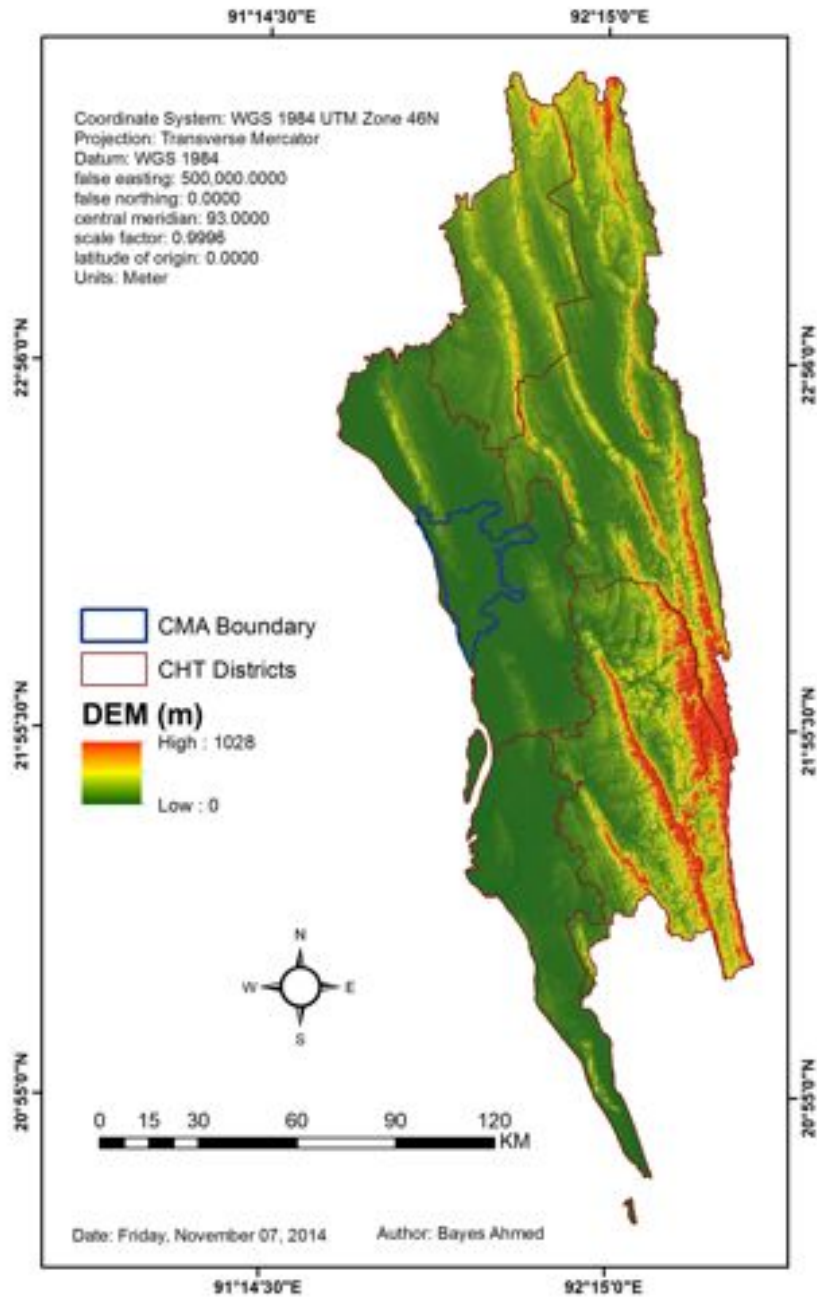 91°14'30"E 92°15'0"E
Coordinate System: WGS 1984 UTM Zone 46N
Projection: Transverse Mercator
Datum: WGS 1984
false easting: 500,000.0000
false northing: 0.0000
central meridian: 93.0000
scale factor: 0.9996
latitude of origin: 0.0000
Units: Meter
22°56'0"N 22°56'0"N
CMA Boundary
CHT Districts
DEM (m)
High : 1028
Low : 0
21°55'30"N 21°55'30"N
N
W E
S
20°55'0"N 20°55'0"N
0 15 30 60 90 120
KM
Date: Friday, November 07, 2014 Author: Bayes Ahmed
91°14'30"E 92°15'0"E